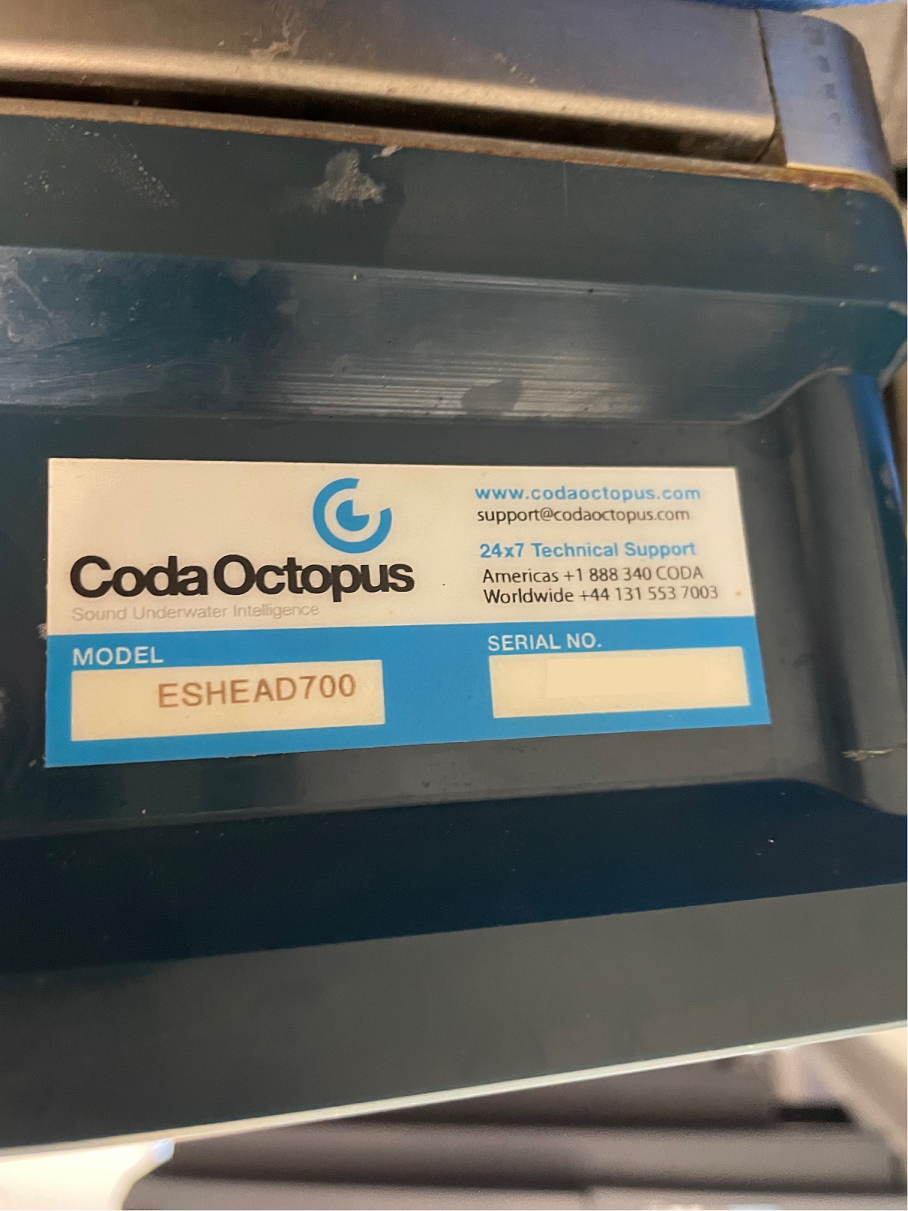 Coda Octopus
Sound Underwater Intelligence
www.codaoctopus.com
support@codaoctopus.com
24x7 Technical Support
Americas +1 888 340 CODA
Worldwide +44 131 553 7003
MODEL
ESHEAD700
SERIAL NO.